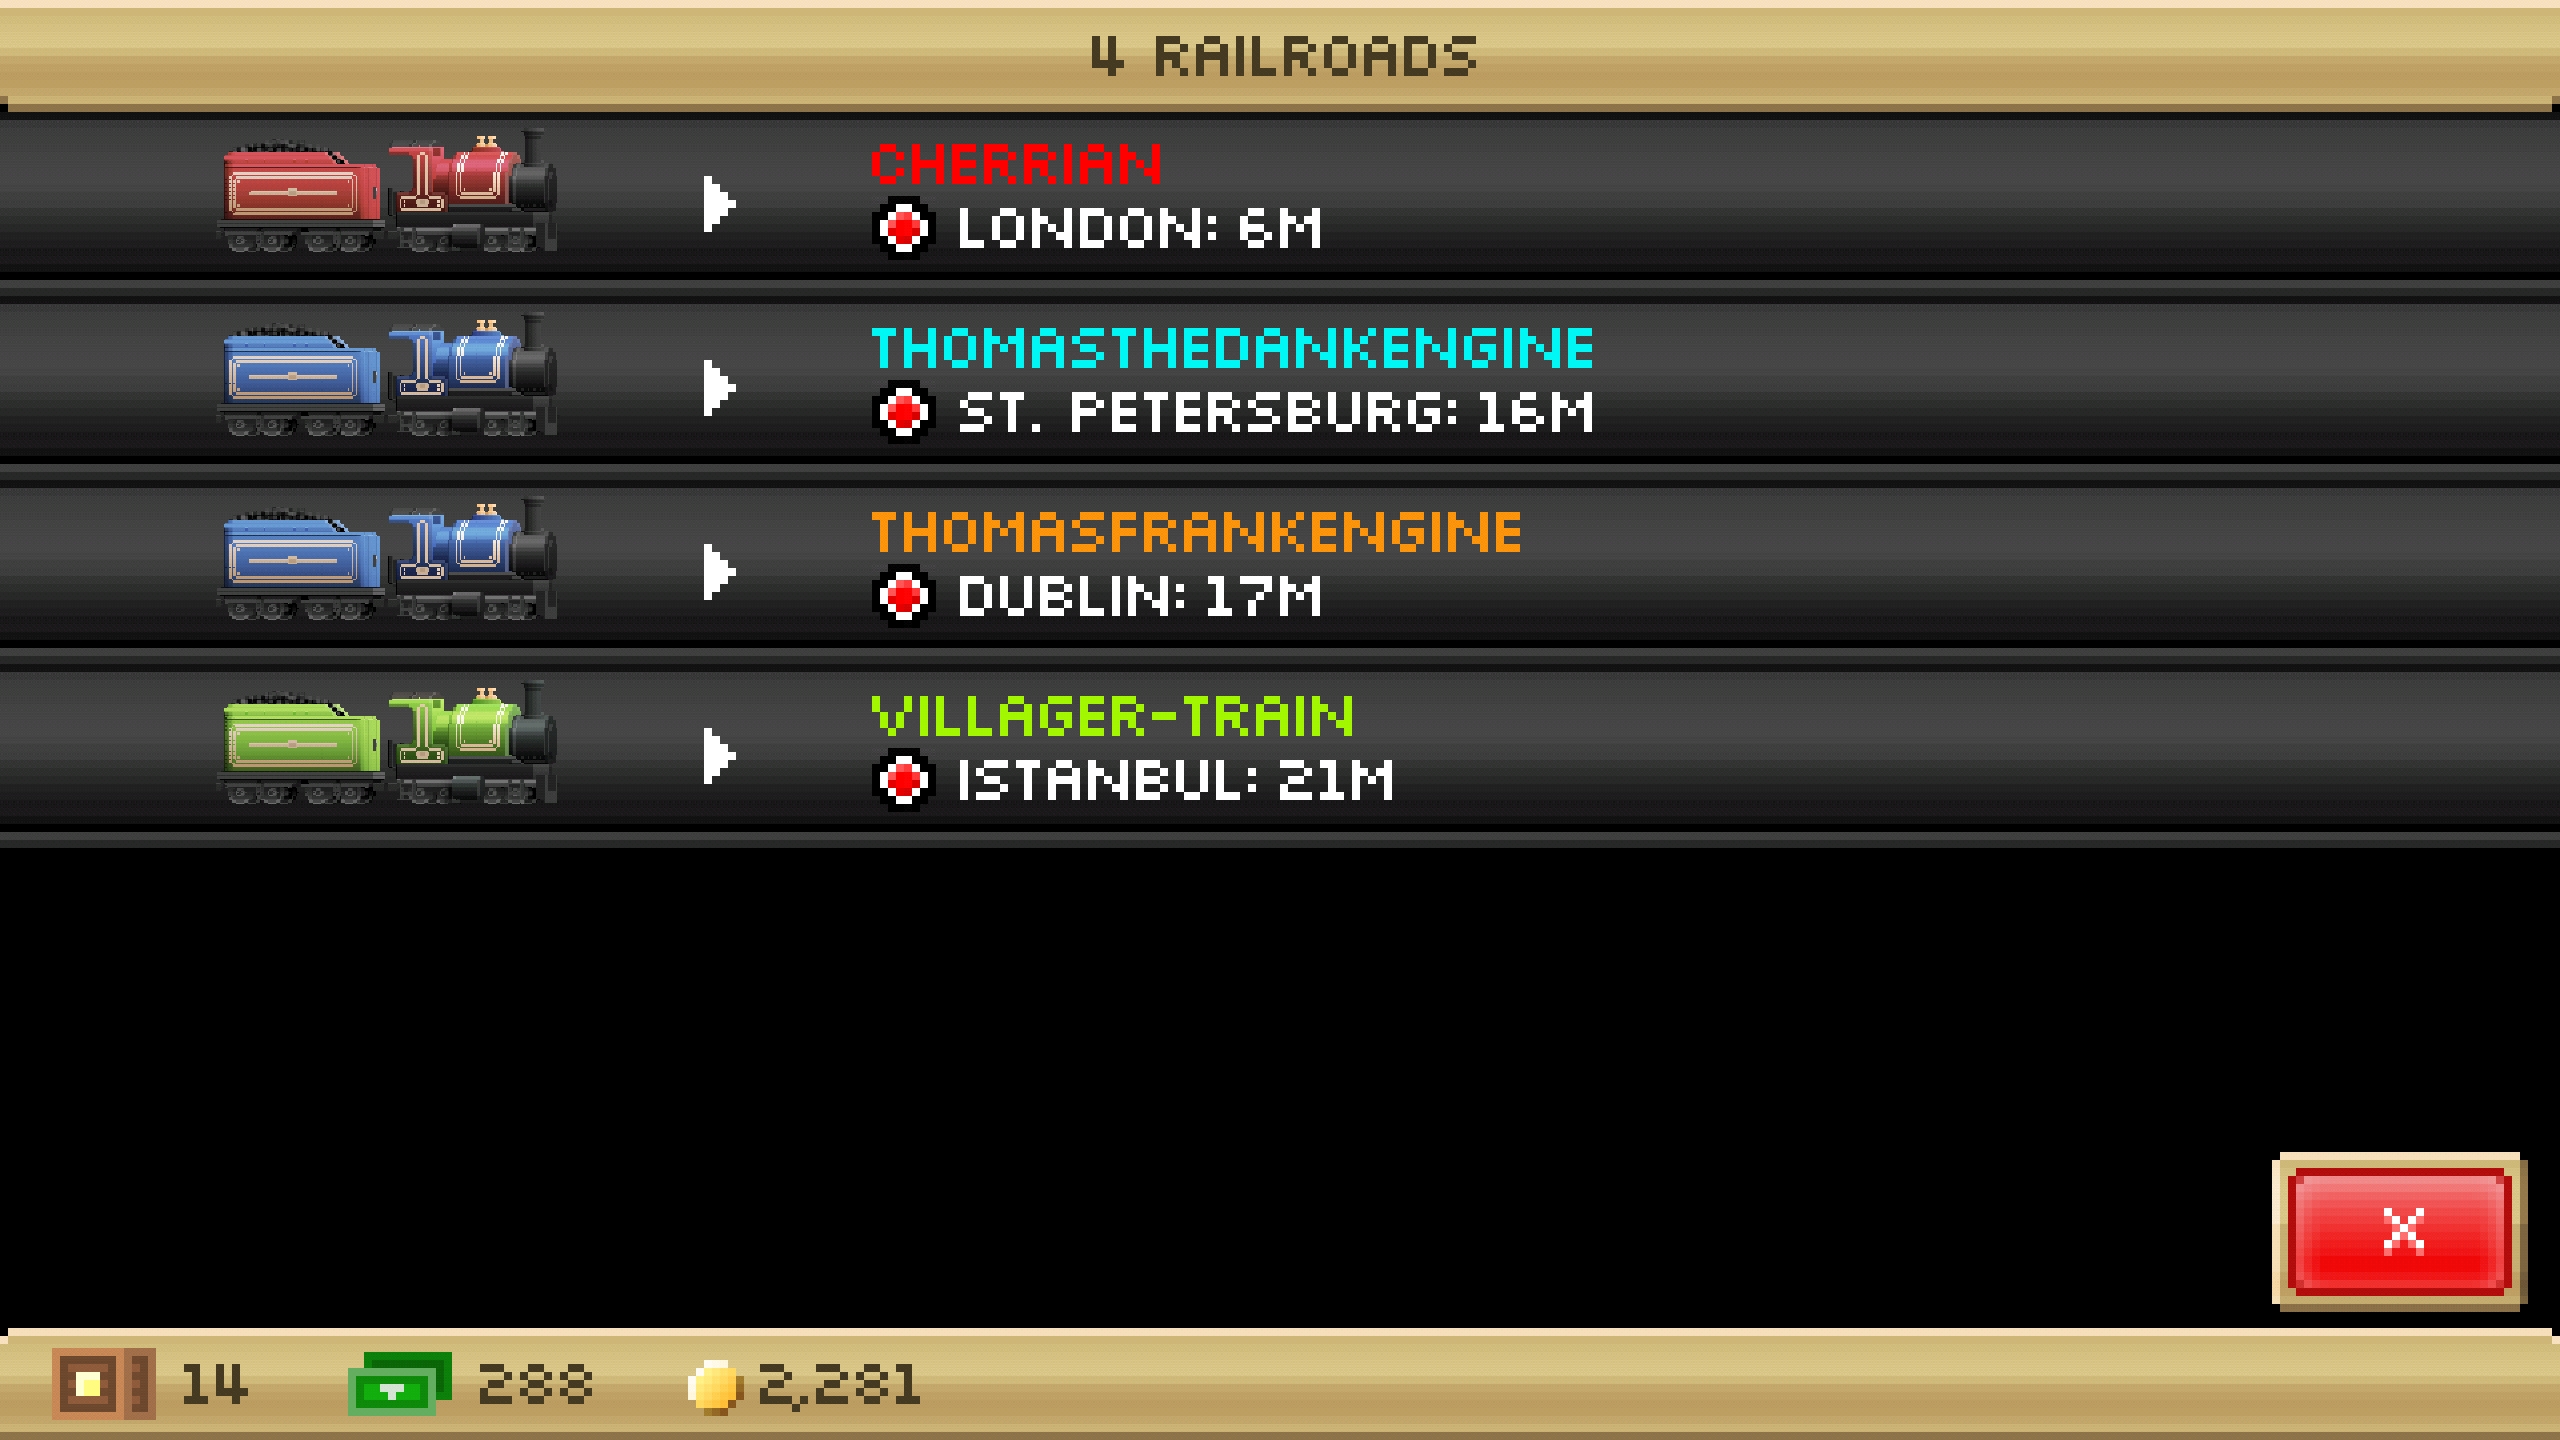 4 RAILROADS
CHERRIAN
LONDON: 6M
THOMASTHEDANKENGINE
ST. PETERSBURG: 16M
THOMASFRANKENGINE
DUBLIN: 17M
VILLAGER-TRAIN
ISTANBUL: 21M
X
14 288 2,281